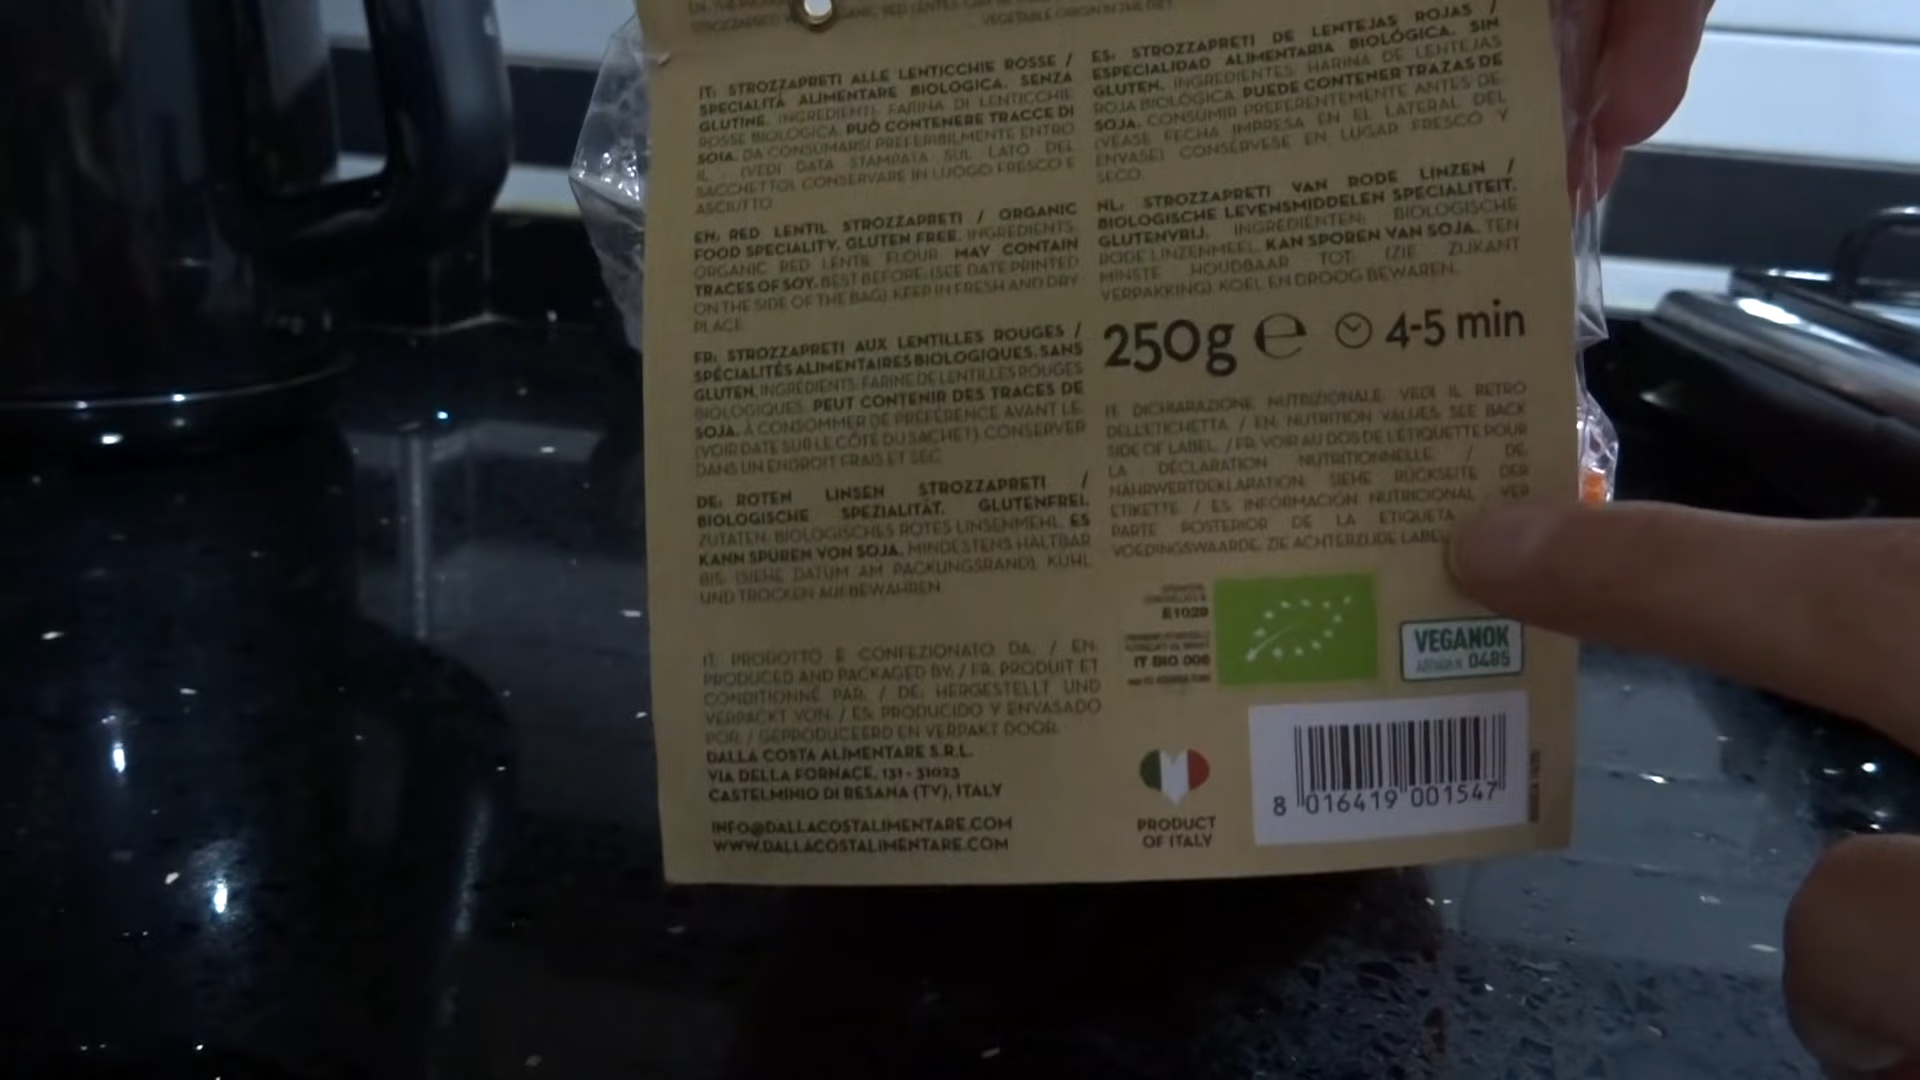 VEGETABLE ORIGIN IN THE DIET
IT: STROZZAPRETI ALLE LENTICCHIE ROSSE /
SPECIALITÀ ALIMENTARE BIOLOGICA. SENZA
GLUTINE. INGREDIENTI: FARINA DI LENTICCHIE
ROSSE BIOLOGICA. PUÒ CONTENERE TRACCE DI
SOIA. DA CONSUMARSI PREFERIBILMENTE ENTRO
IL (VEDI DATA STAMPATA SUL LATO DEL
SACCHETTO). CONSERVARE IN LUOGO FRESCO E
ASCIUTTO
EN: RED LENTIL STROZZAPRETI / ORGANIC
FOOD SPECIALITY. GLUTEN FREE. INGREDIENTS:
ORGANIC RED LENTIL FLOUR. MAY CONTAIN
TRACES OF SOY. BEST BEFORE: (SEE DATE PRINTED
ON THE SIDE OF THE BAG). KEEP IN FRESH AND DRY
PLACE
FR: STROZZAPRETI AUX LENTILLES ROUGES /
SPÉCIALITÉS ALIMENTAIRES BIOLOGIQUES. SANS
GLUTEN. INGRÉDIENTS: FARINE DE LENTILLES ROUGES
BIOLOGIQUES. PEUT CONTENIR DES TRACES DE
SOJA. À CONSOMMER DE PRÉFÉRENCE AVANT LE:
(VOIR DATE SUR LE CÔTÉ DU SACHET). CONSERVER
DANS UN ENDROIT FRAIS ET SEC
DE: ROTEN LINSEN STROZZAPRETI /
BIOLOGISCHE SPEZIALITÄT. GLUTENFREI.
ZUTATEN: BIOLOGISCHES ROTES LINSENMEHL. ES
KANN SPUREN VON SOJA. MINDESTENS HALTBAR
BIS: (SIEHE DATUM AM PACKUNGSRAND). KÜHL
UND TROCKEN AUFBEWAHREN
IT: PRODOTTO E CONFEZIONATO DA: / EN:
PRODUCED AND PACKAGED BY: / FR: PRODUIT ET
CONDITIONNÉ PAR: / DE: HERGESTELLT UND
VERPACKT VON: / ES: PRODUCIDO Y ENVASADO
POR: / GEPRODUCEERD EN VERPAKT DOOR:
DALLA COSTA ALIMENTARE S.R.L.
VIA DELLA FORNACE, 131 - 31023
CASTELMINIO DI RESANA (TV), ITALY
INFO@DALLACOSTALIMENTARE.COM
WWW.DALLACOSTALIMENTARE.COM
ES: STROZZAPRETI DE LENTEJAS ROJAS /
ESPECIALIDAD ALIMENTARIA BIOLÓGICA. SIN
GLUTEN. INGREDIENTES: HARINA DE LENTEJAS
ROJA BIOLÓGICA. PUEDE CONTENER TRAZAS DE
SOJA. CONSUMIR PREFERENTEMENTE ANTES DE:
(VÉASE FECHA IMPRESA EN EL LATERAL DEL
ENVASE). CONSÉRVESE EN LUGAR FRESCO Y
SECO
NL: STROZZAPRETI VAN RODE LINZEN /
BIOLOGISCHE LEVENSMIDDELEN SPECIALITEIT.
GLUTENVRIJ. INGREDIËNTEN: BIOLOGISCHE
RODE LINZENMEEL. KAN SPOREN VAN SOJA. TEN
MINSTE HOUDBAAR TOT: (ZIE ZIJKANT
VERPAKKING). KOEL EN DROOG BEWAREN.
250g e 4-5 min
IT: DICHIARAZIONE NUTRIZIONALE: VEDI IL RETRO
DELL'ETICHETTA. / EN: NUTRITION VALUES: SEE BACK
SIDE OF LABEL. / FR: VOIR AU DOS DE L'ÉTIQUETTE POUR
LA DÉCLARATION NUTRITIONNELLE. / DE:
NÄHRWERTDEKLARATION: SIEHE RÜCKSEITE DER
ETIKETTE / ES: INFORMACIÓN NUTRICIONAL: VER
PARTE POSTERIOR DE LA ETIQUETA
VOEDINGSWAARDE: ZIE ACHTERZIJDE LABEL
E1029
IT BIO 006
VEGANOK
0485
PRODUCT
OF ITALY
8 016419 001547